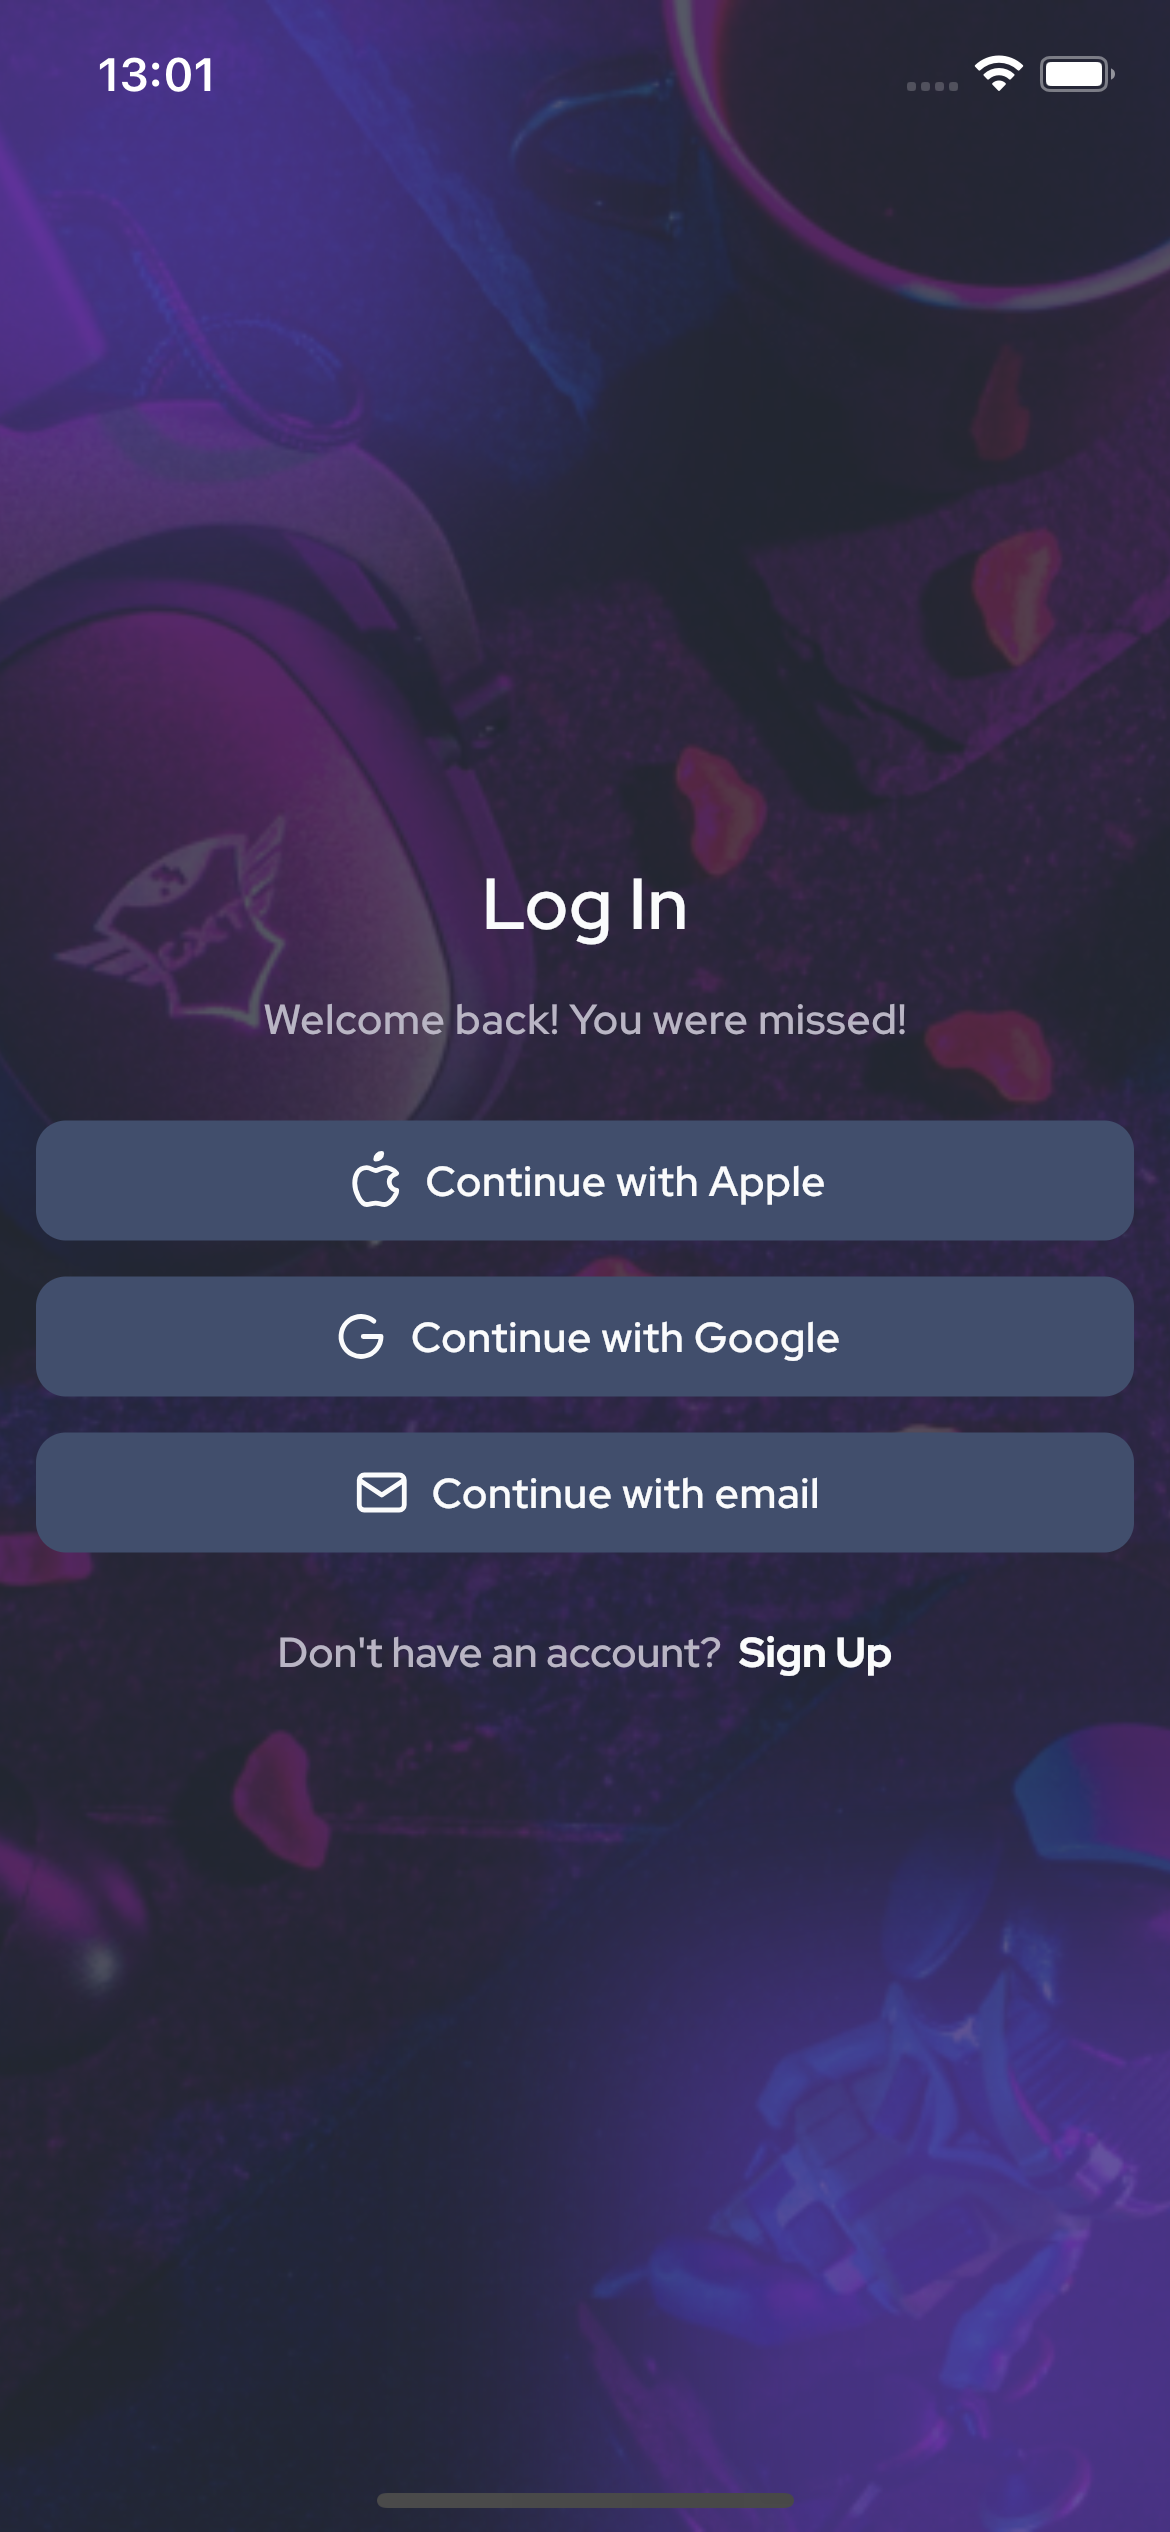 13:01
GXT
Log In
Welcome back! You were missed!
Continue with Apple
Continue with Google
Continue with email
Don't have an account? Sign Up